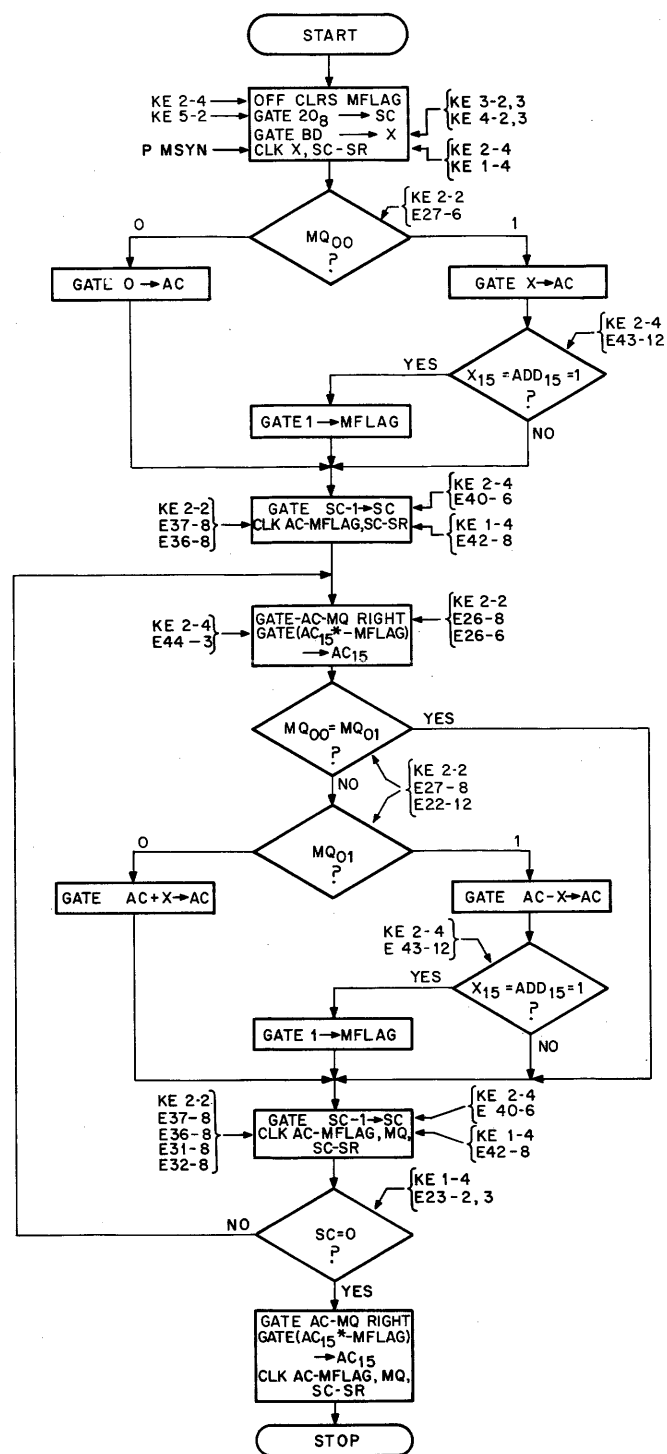 START
KE 2-4
KE 5-2
P MSYN
OFF CLRS MFLAG
GATE 20₈ → SC
GATE BD → X
CLK X, SC-SR
KE 3-2,3
KE 4-2,3
KE 2-4
KE 1-4
KE 2-2
E27-6
MQ₀₀
?
0
1
GATE 0 → AC
GATE X → AC
KE 2-4
E43-12
X₁₅ = ADD₁₅ = 1
?
YES
NO
GATE 1 → MFLAG
KE 2-2
E37-8
E36-8
GATE SC-1 → SC
CLK AC-MFLAG, SC-SR
KE 2-4
E40-6
KE 1-4
E42-8
KE 2-4
E44-3
GATE-AC-MQ RIGHT
GATE(AC₁₅*-MFLAG)
→ AC₁₅
KE 2-2
E26-8
E26-6
MQ₀₀ = MQ₀₁
?
YES
NO
KE 2-2
E27-8
E22-12
MQ₀₁
?
0
1
GATE AC+X → AC
GATE AC-X → AC
KE 2-4
E 43-12
X₁₅ = ADD₁₅ = 1
?
YES
NO
GATE 1 → MFLAG
KE 2-2
E37-8
E36-8
E31-8
E32-8
GATE SC-1 → SC
CLK AC-MFLAG, MQ,
SC-SR
KE 2-4
E 40-6
KE 1-4
E42-8
KE 1-4
E23-2, 3
SC=0
?
NO
YES
GATE AC-MQ RIGHT
GATE(AC₁₅*-MFLAG)
→ AC₁₅
CLK AC-MFLAG, MQ,
SC-SR
STOP